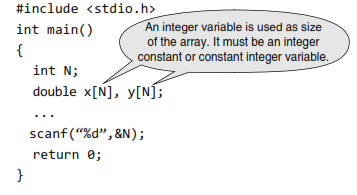 #include <stdio.h>
int main()
{
An integer variable is used as size
of the array. It must be an integer
constant or constant integer variable.
int N;
double x[N], y[N];
...
scanf(“%d”,&N);
return 0;
}